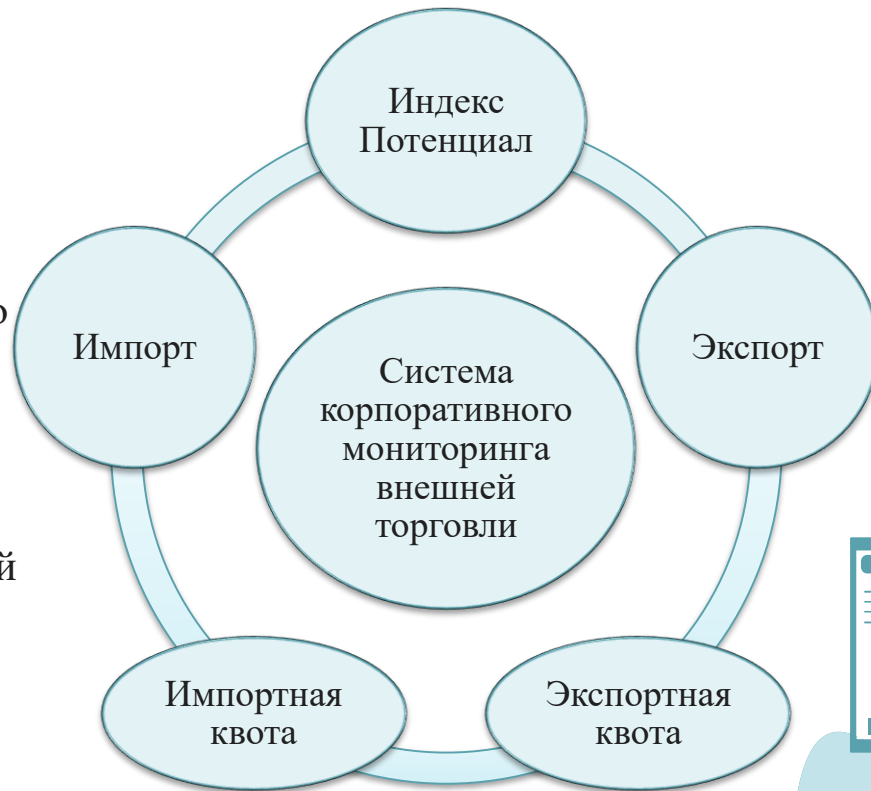 Индекс
Потенциал
Импорт
Экспорт
Система
корпоративного
мониторинга
внешней
торговли
Импортная
квота
Экспортная
квота